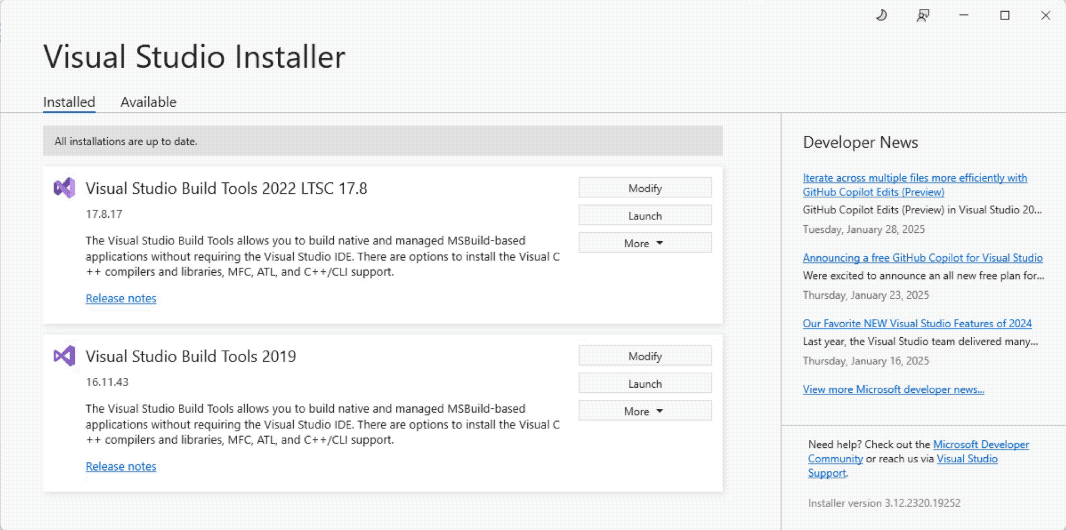 Visual Studio Installer
Installed
Available
All installations are up to date.
Visual Studio Build Tools 2022 LTSC 17.8
17.8.17
The Visual Studio Build Tools allows you to build native and managed MSBuild-based
applications without requiring the Visual Studio IDE. There are options to install the Visual C
++ compilers and libraries, MFC, ATL, and C++/CLI support.
Release notes
Modify
Launch
More
Visual Studio Build Tools 2019
16.11.43
The Visual Studio Build Tools allows you to build native and managed MSBuild-based
applications without requiring the Visual Studio IDE. There are options to install the Visual C
++ compilers and libraries, MFC, ATL, and C++/CLI support.
Release notes
Modify
Launch
More
Developer News
Iterate across multiple files more efficiently with
GitHub Copilot Edits (Preview)
GitHub Copilot Edits (Preview) in Visual Studio 20...
Tuesday, January 28, 2025
Announcing a free GitHub Copilot for Visual Studio
Were excited to announce an all new free plan for...
Thursday, January 23, 2025
Our Favorite NEW Visual Studio Features of 2024
Last year, the Visual Studio team delivered many...
Thursday, January 16, 2025
View more Microsoft developer news...
Need help? Check out the Microsoft Developer
Community or reach us via Visual Studio
Support.
Installer version 3.12.2320.19252